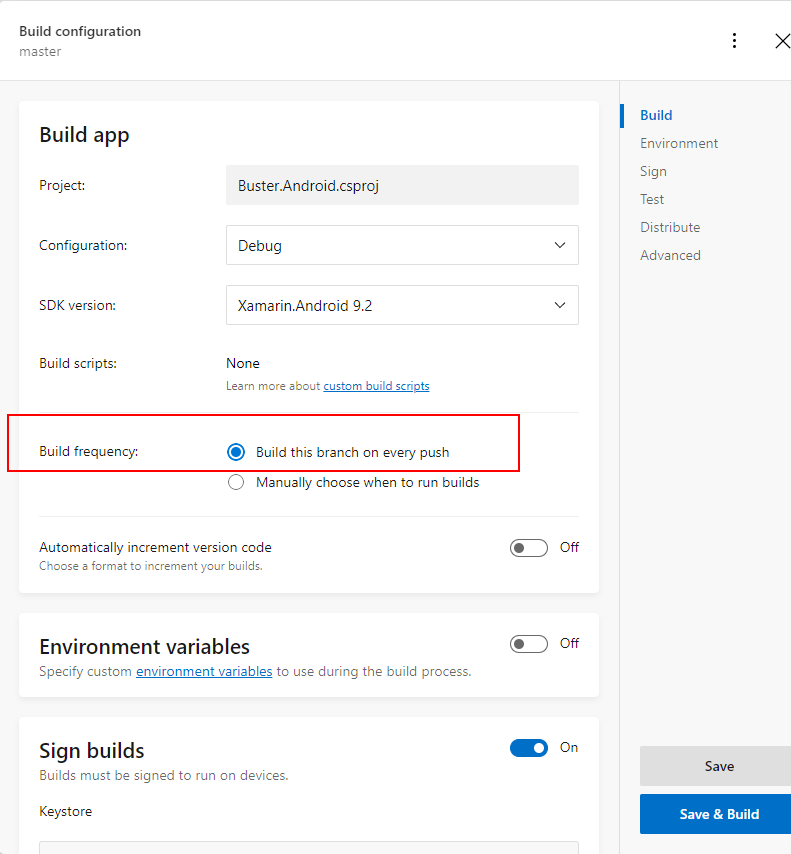 Build configuration
master
Build app
Project:
Buster.Android.csproj
Configuration:
Debug
SDK version:
Xamarin.Android 9.2
Build scripts:
None
Learn more about custom build scripts
Build frequency:
Build this branch on every push
Manually choose when to run builds
Automatically increment version code
Off
Choose a format to increment your builds.
Environment variables
Off
Specify custom environment variables to use during the build process.
Sign builds
On
Builds must be signed to run on devices.
Keystore
Build
Environment
Sign
Test
Distribute
Advanced
Save
Save & Build